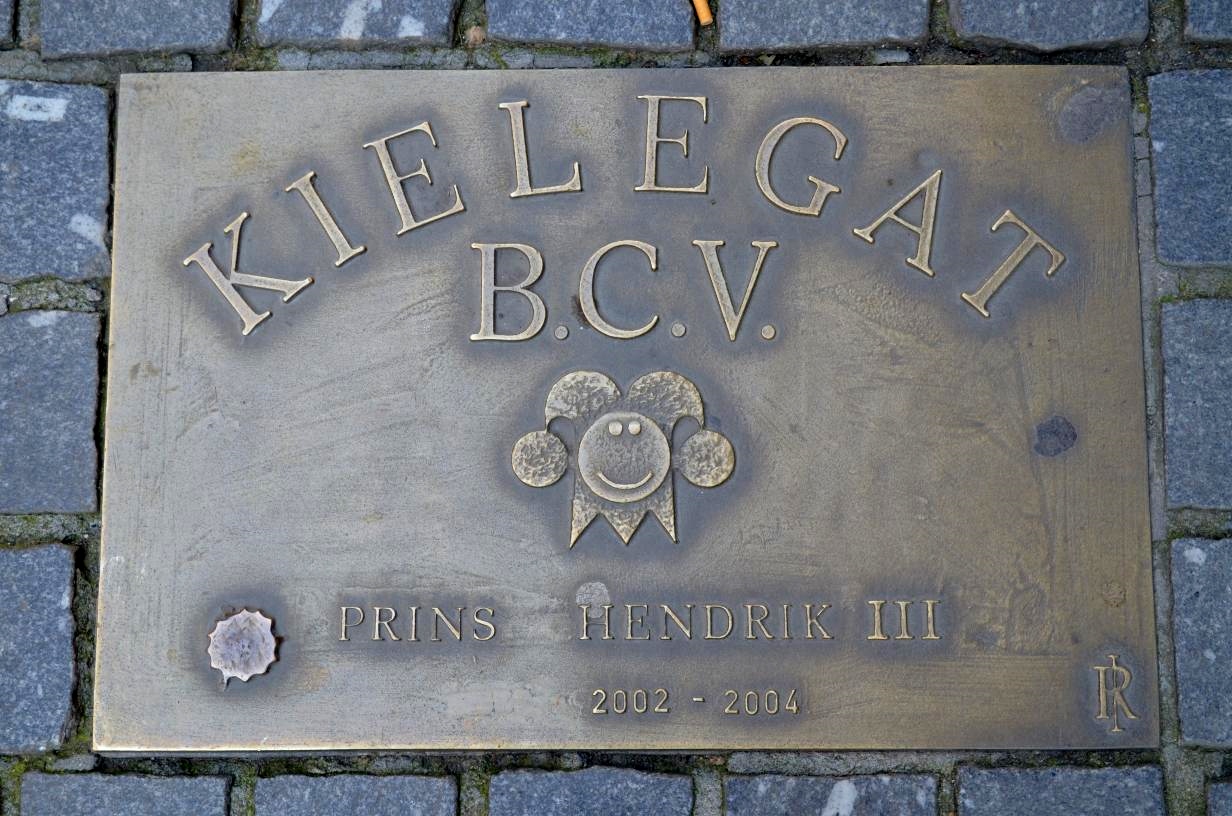 KIELEGAT
B.C.V.
PRINS HENDRIK III
2002 - 2004